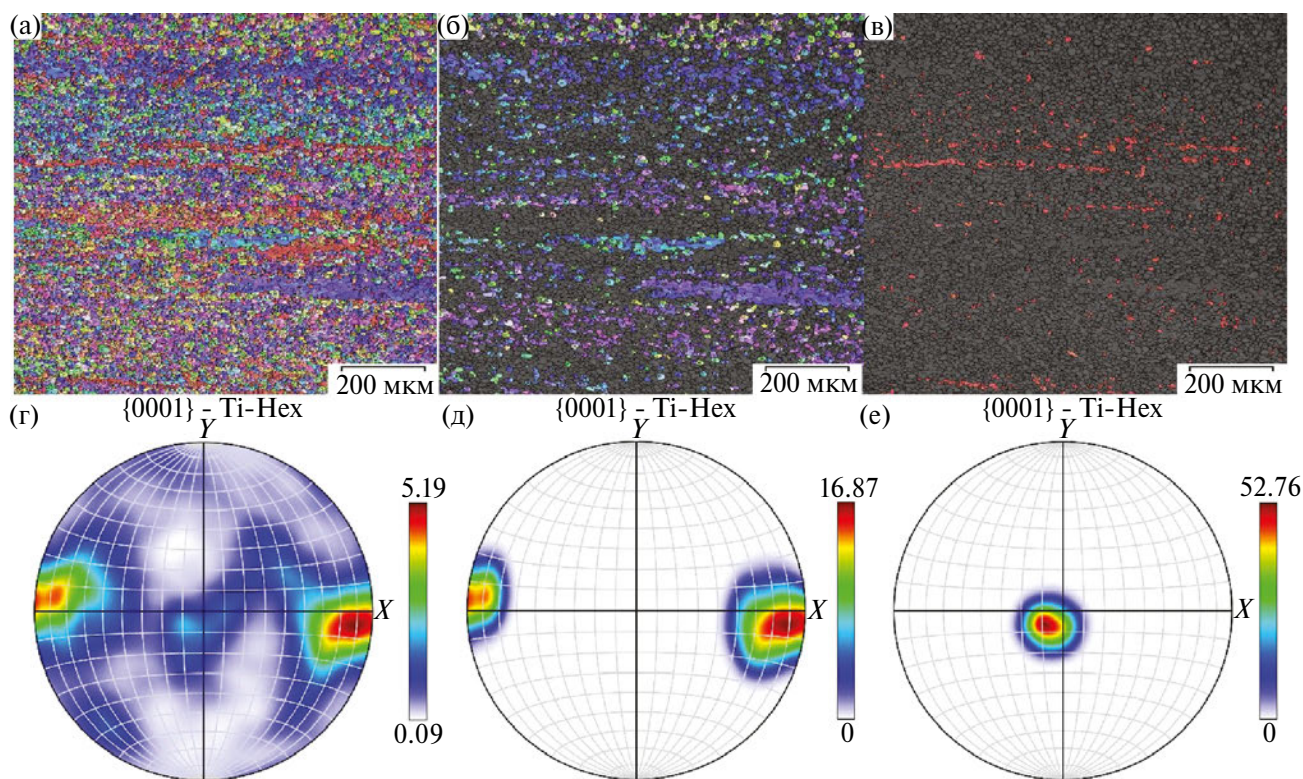 (а)
(б)
(в)
200 мкм
200 мкм
200 мкм
(г)
{0001} - Ti-Hex
(д)
{0001} - Ti-Hex
(е)
{0001} - Ti-Hex
Y
Y
Y
5.19
16.87
52.76
X
X
X
0.09
0
0